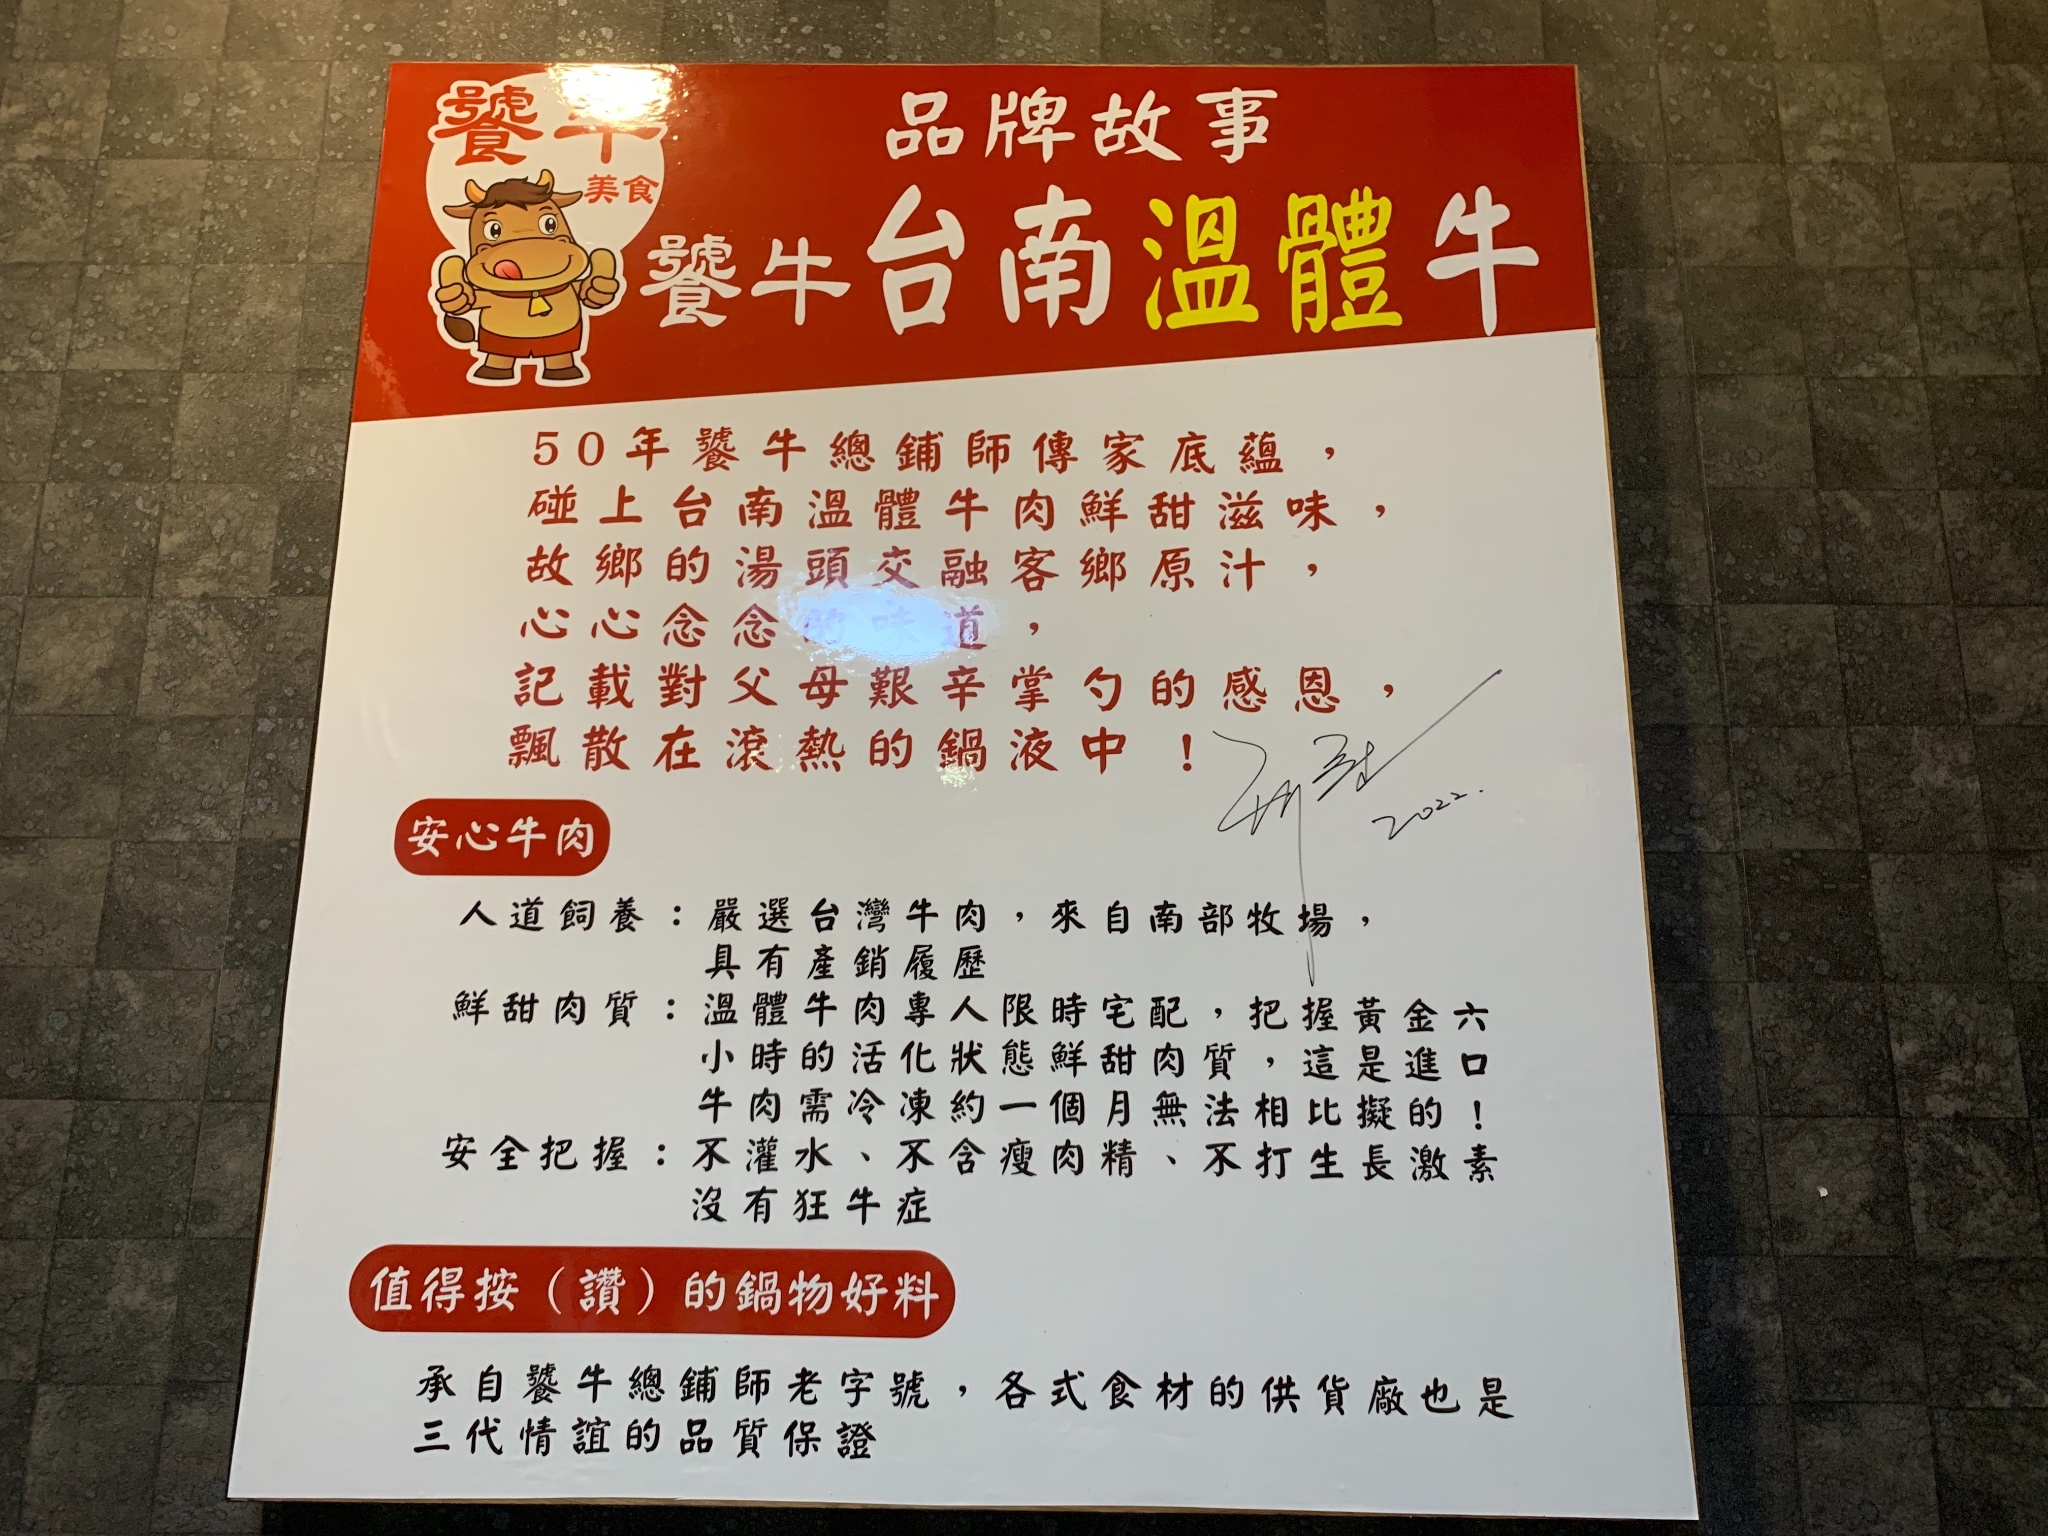 饕牛
美食
品牌故事
饕牛台南溫體牛
50年饕牛總鋪師傳家底蘊，
碰上台南溫體牛肉鮮甜滋味，
故鄉的湯頭交融客鄉原汁，
心心念念的味道，
記載對父母艱辛掌勺的感恩，
飄散在滾熱的鍋液中！
2022.
安心牛肉
人道飼養：嚴選台灣牛肉，來自南部牧場，
具有產銷履歷
鮮甜肉質：溫體牛肉專人限時宅配，把握黃金六
小時的活化狀態鮮甜肉質，這是進口
牛肉需冷凍約一個月無法相比擬的！
安全把握：不灌水、不含瘦肉精、不打生長激素
沒有狂牛症
值得按（讚）的鍋物好料
承自饕牛總鋪師老字號，各式食材的供貨廠也是
三代情誼的品質保證